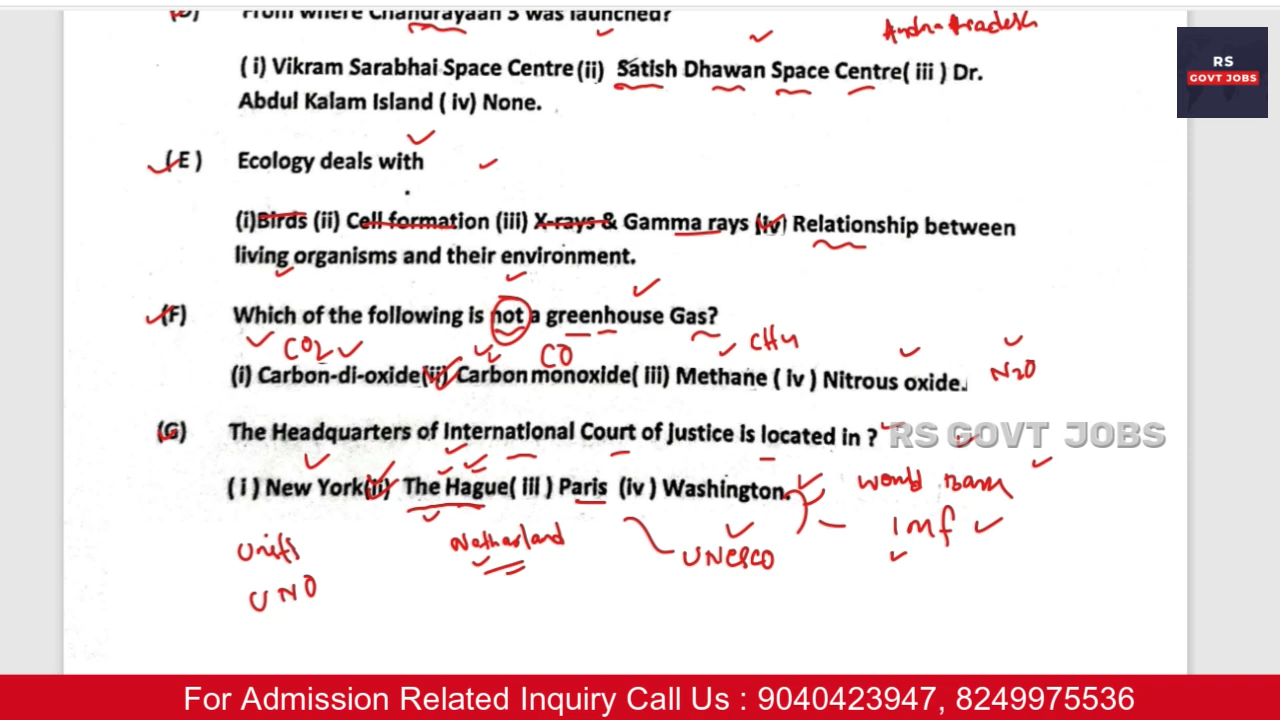 (D) From where Chandrayaan 3 was launched?
Andhra Pradesh
RS
GOVT JOBS
(i) Vikram Sarabhai Space Centre (ii) Satish Dhawan Space Centre( iii ) Dr.
Abdul Kalam Island ( iv) None.
(E) Ecology deals with
(i)Birds (ii) Cell formation (iii) X-rays & Gamma rays (iv) Relationship between
living organisms and their environment.
(F) Which of the following is not a greenhouse Gas?
CO2 CO CH4
(i) Carbon-di-oxide(ii) Carbon monoxide( iii) Methane ( iv ) Nitrous oxide. N2O
(G) The Headquarters of International Court of Justice is located in ? RS GOVT JOBS
(i ) New York(ii) The Hague( iii ) Paris (iv ) Washington. World Bank
IMF
Netherland UNESCO
Unicef
UNO
For Admission Related Inquiry Call Us : 9040423947, 8249975536